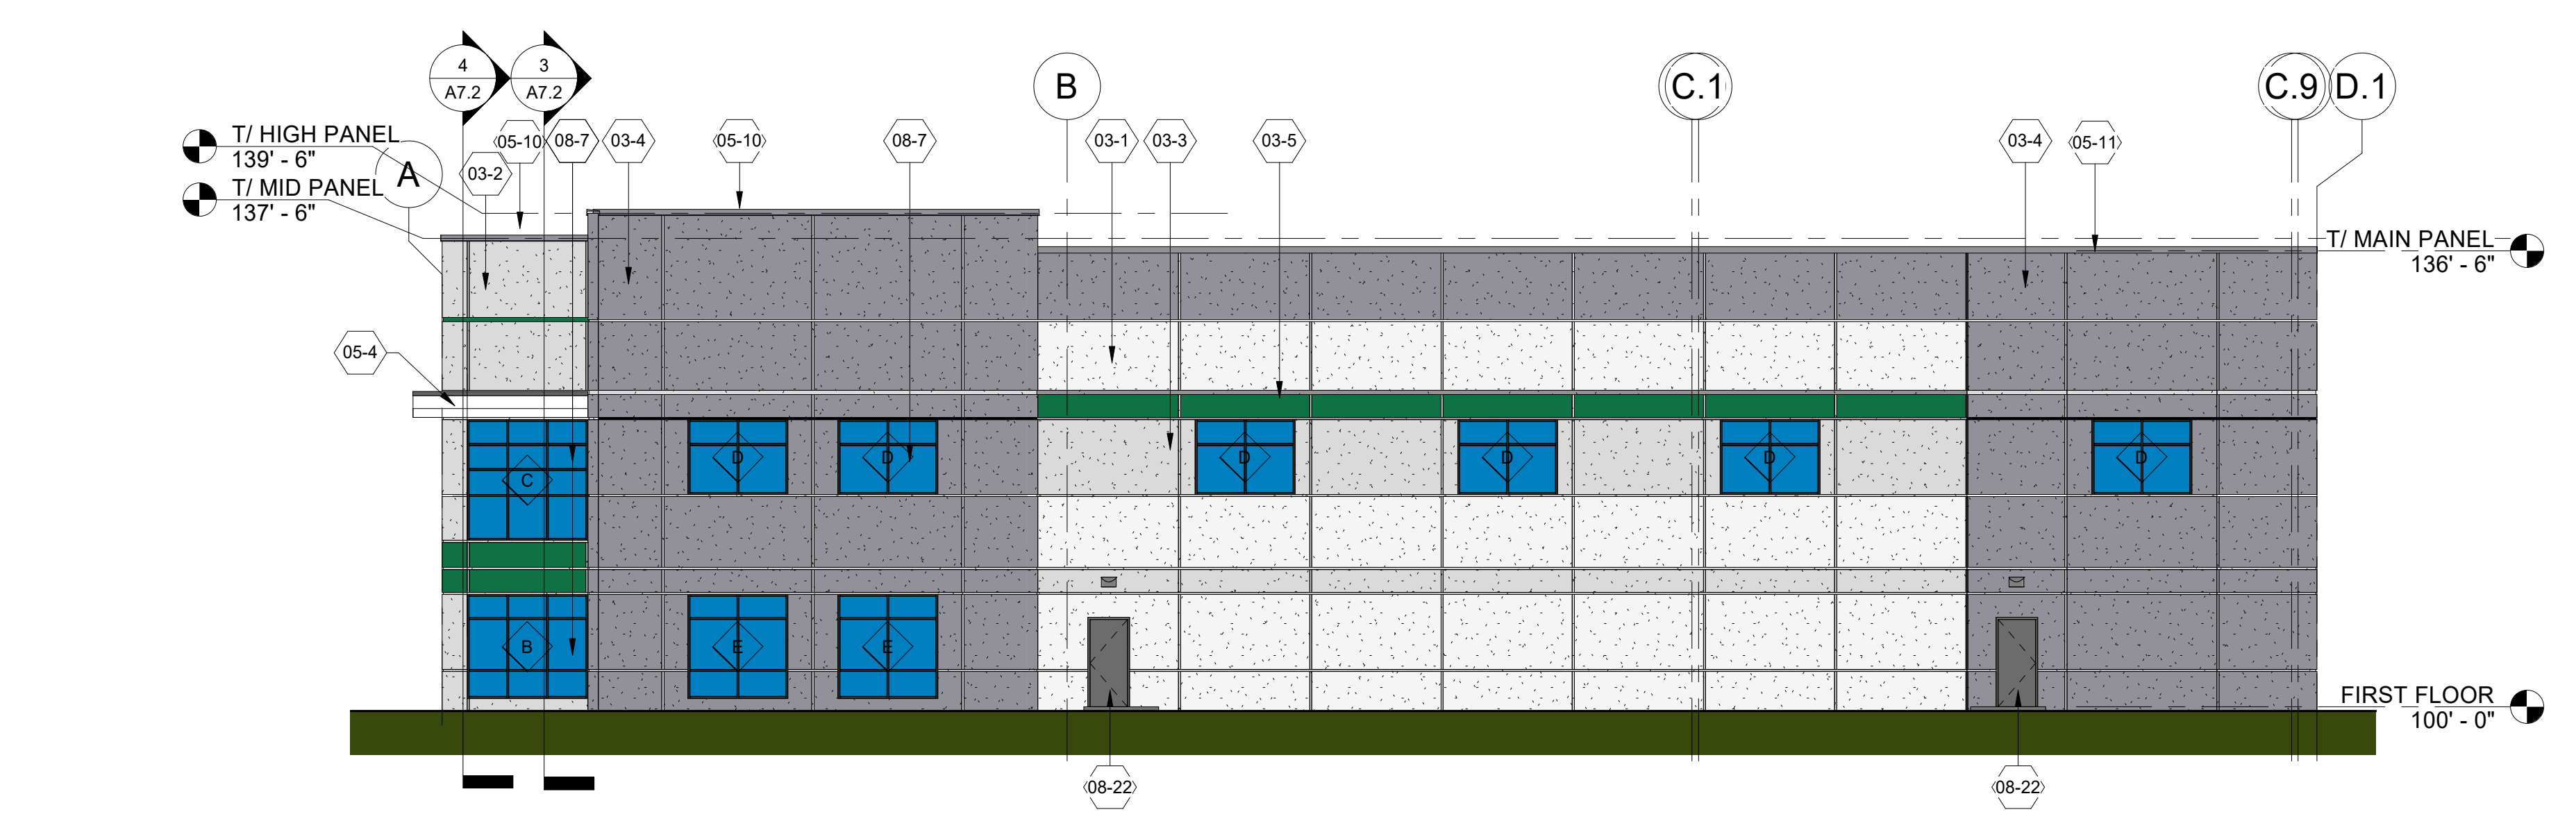 4
A7.2
3
A7.2
B
C.1
C.9
D.1
T/ HIGH PANEL
139' - 6"
A
T/ MID PANEL
137' - 6"
03-2
05-10
08-7
03-4
05-10
08-7
03-1
03-3
03-5
03-4
05-11
T/ MAIN PANEL
136' - 6"
05-4
C
D
D
D
D
D
D
B
E
E
FIRST FLOOR
100' - 0"
08-22
08-22